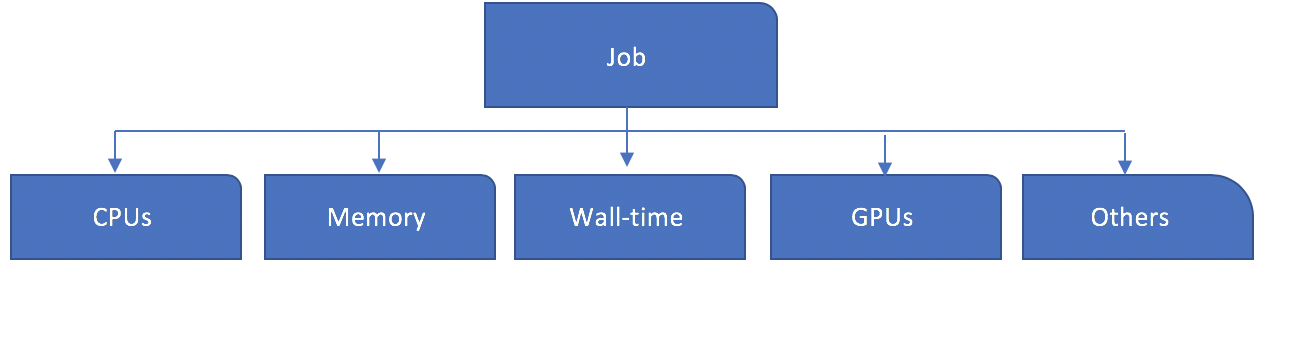 Job
CPUs
Memory
Wall-time
GPUs
Others